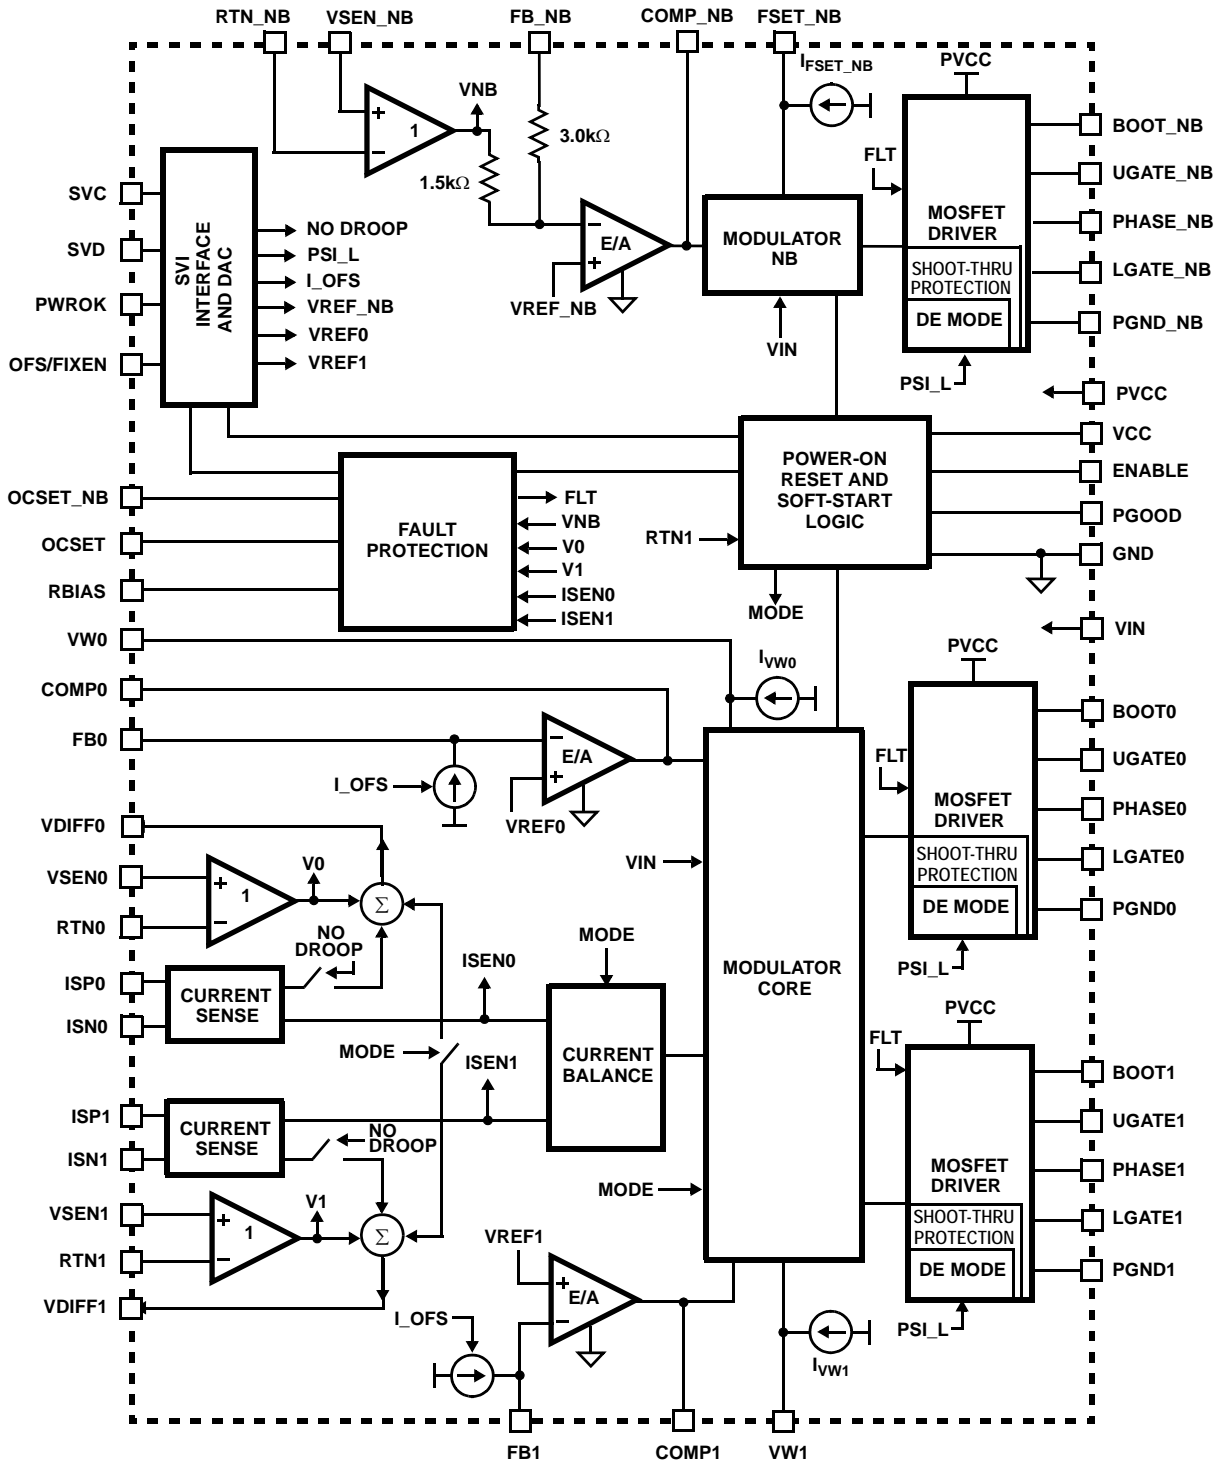 RTN_NB
VSEN_NB
FB_NB
COMP_NB
FSET_NB
IFSET_NB
PVCC
VNB
+
1
−
3.0kΩ
1.5kΩ
FLT
BOOT_NB
UGATE_NB
PHASE_NB
LGATE_NB
PGND_NB
MOSFET
DRIVER
SHOOT-THRU
PROTECTION
DE MODE
PSI_L
SVC
SVD
PWROK
OFS/FIXEN
SVI
INTERFACE
AND DAC
NO DROOP
PSI_L
I_OFS
VREF_NB
VREF0
VREF1
−
E/A
+
VREF_NB
MODULATOR
NB
VIN
PVCC
VCC
ENABLE
PGOOD
GND
VIN
POWER-ON
RESET AND
SOFT-START
LOGIC
RTN1
MODE
OCSET_NB
OCSET
RBIAS
FAULT
PROTECTION
FLT
VNB
V0
V1
ISEN0
ISEN1
VW0
COMP0
FB0
IVW0
−
E/A
+
I_OFS
VREF0
PVCC
FLT
MOSFET
DRIVER
SHOOT-THRU
PROTECTION
DE MODE
PSI_L
BOOT0
UGATE0
PHASE0
LGATE0
PGND0
VDIFF0
VSEN0
RTN0
+
1
−
V0
Σ
NO
DROOP
VIN
ISP0
ISN0
CURRENT
SENSE
ISEN0
MODE
MODE
ISEN1
CURRENT
BALANCE
MODULATOR
CORE
ISP1
ISN1
CURRENT
SENSE
NO
DROOP
MODE
VSEN1
RTN1
VDIFF1
+
1
−
V1
Σ
VREF1
+
E/A
−
I_OFS
IVW1
PVCC
FLT
MOSFET
DRIVER
SHOOT-THRU
PROTECTION
DE MODE
PSI_L
BOOT1
UGATE1
PHASE1
LGATE1
PGND1
FB1
COMP1
VW1